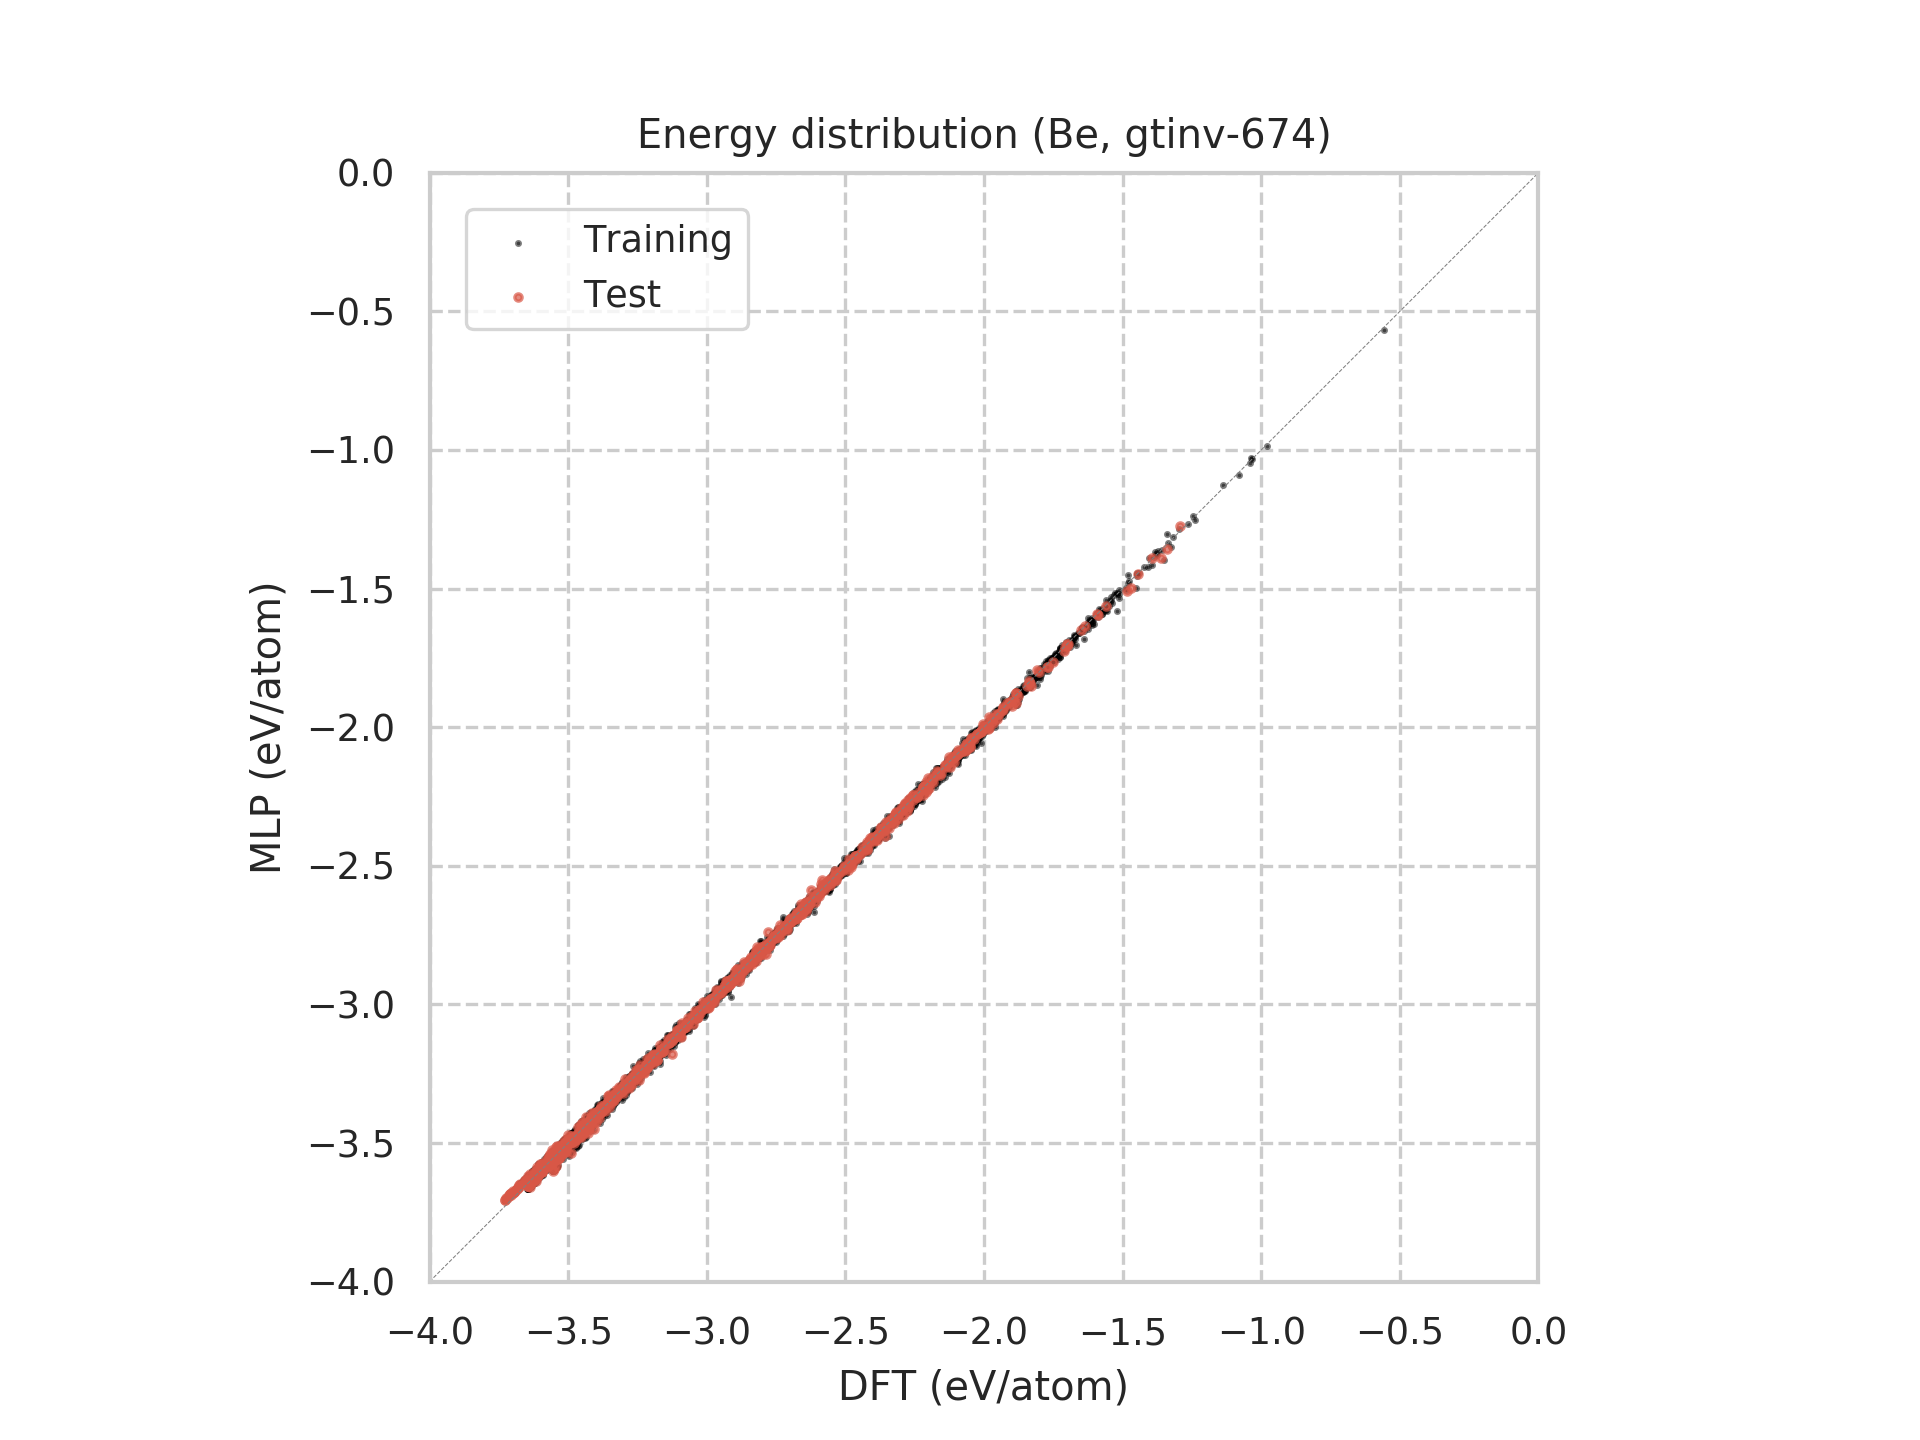 Energy distribution (Be, gtinv-674)
0.0
−0.5
−1.0
−1.5
−2.0
−2.5
−3.0
−3.5
−4.0
MLP (eV/atom)
Training
Test
−4.0 −3.5 −3.0 −2.5 −2.0 −1.5 −1.0 −0.5 0.0
DFT (eV/atom)